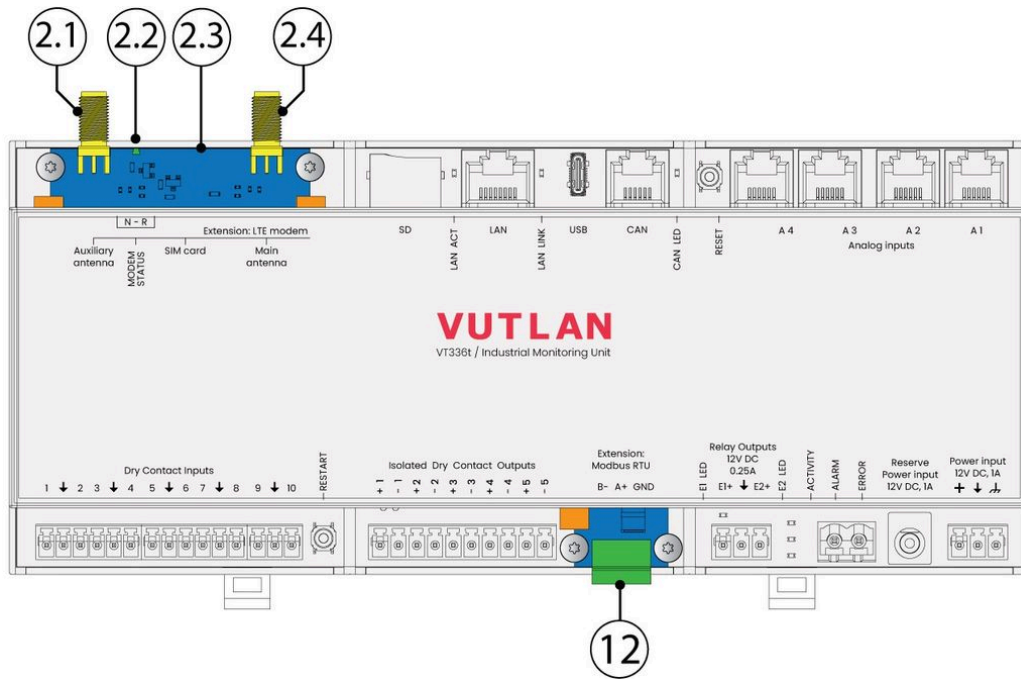 2.1 2.2 2.3 2.4
N – R
Extension: LTE modem
Auxiliary antenna
MODEM STATUS
SIM card
Main antenna
SD
LAN ACT
LAN
LAN LINK
USB
CAN
CAN LED
RESET
A 4 A 3 A 2 A 1
Analog inputs
VUTLAN
VT336t / Industrial Monitoring Unit
Dry Contact Inputs
1 ↓ 2 3 ↓ 4 5 ↓ 6 7 ↓ 8 9 ↓ 10
RESTART
Isolated Dry Contact Outputs
+ 1 - 1 + 2 - 2 + 3 - 3 + 4 - 4 + 5 - 5
Extension:
Modbus RTU
B- A+ GND
Relay Outputs
12V DC
0.25A
E1 LED
E1+ ↓ E2+
E2 LED
ACTIVITY
ALARM
ERROR
Reserve
Power input
12V DC, 1A
Power input
12V DC, 1A
12